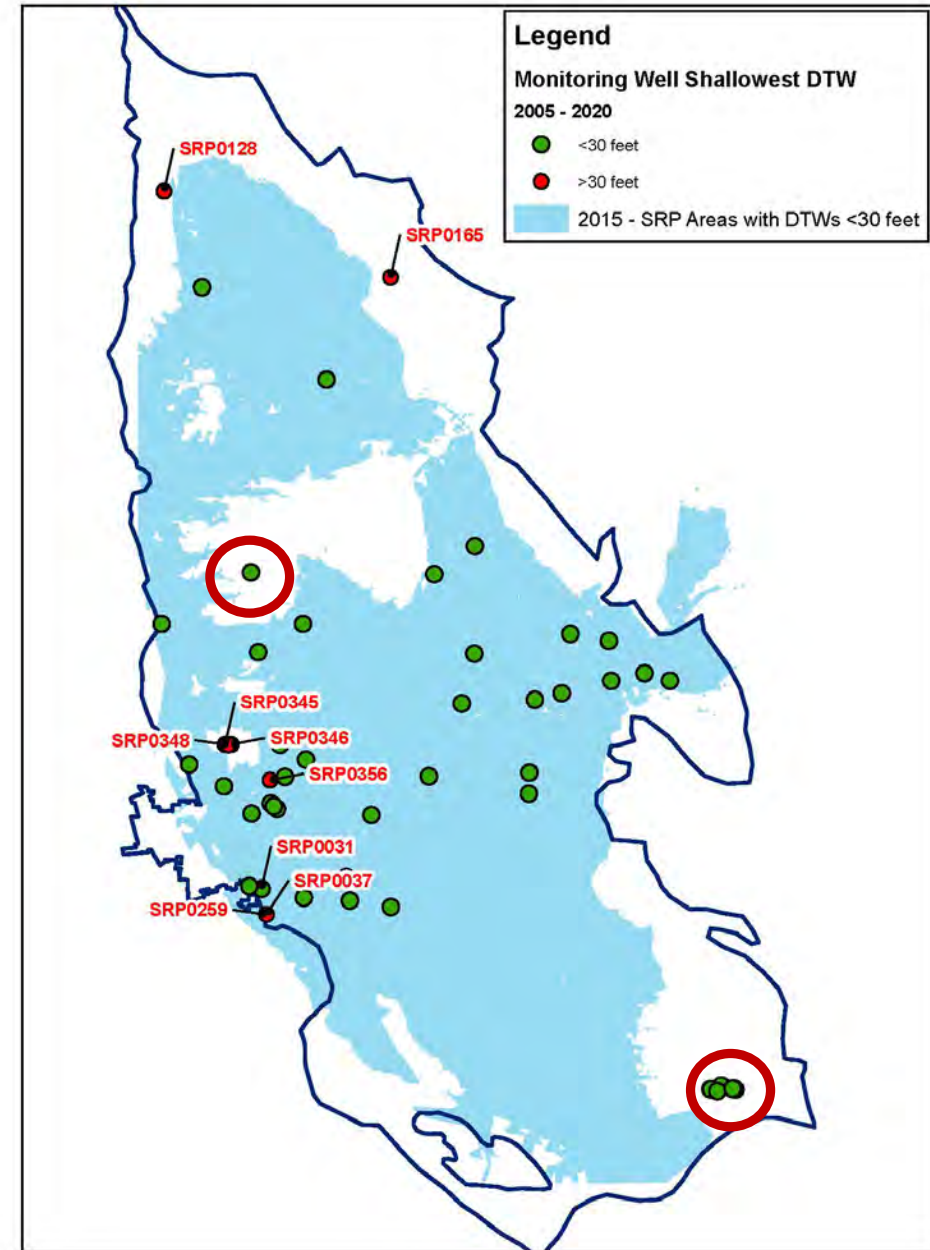 Legend
Monitoring Well Shallowest DTW
2005 - 2020
<30 feet
>30 feet
2015 - SRP Areas with DTWs <30 feet
SRP0128
SRP0165
SRP0345
SRP0348
SRP0346
SRP0356
SRP0031
SRP0037
SRP0259